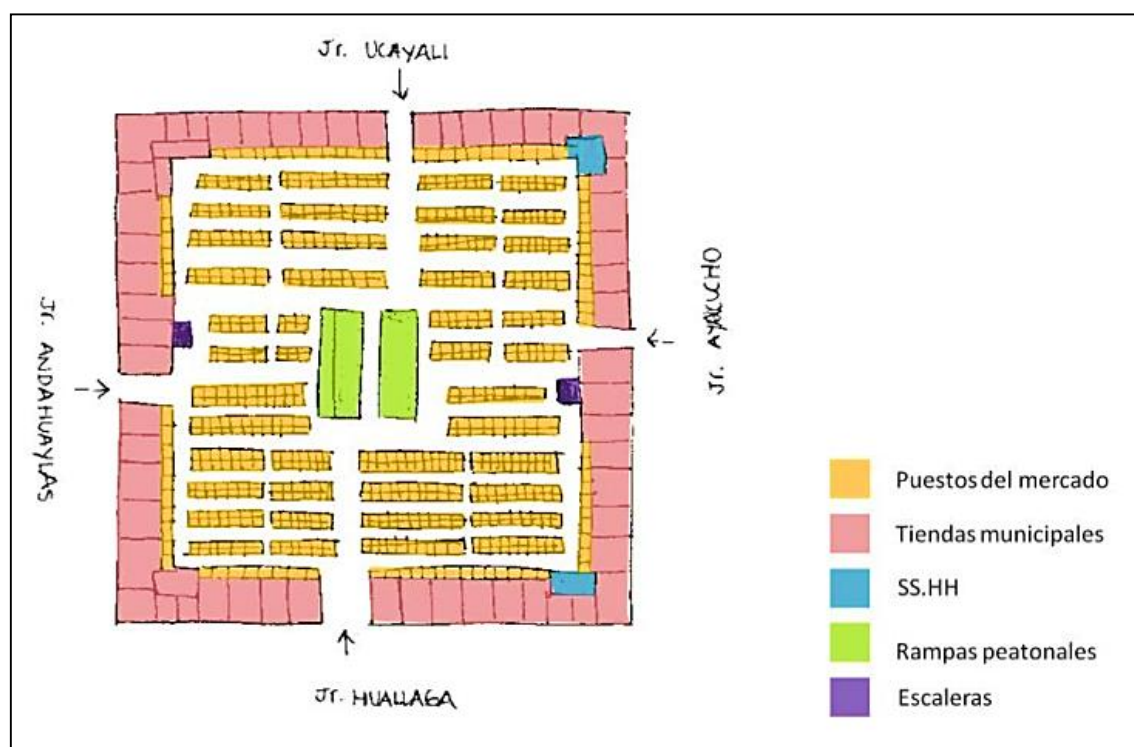 Jr. UCAYALI
Jr. ANDAHUAYLAS
Jr. AYACUCHO
Jr. HUALLAGA
Puestos del mercado
Tiendas municipales
SS.HH
Rampas peatonales
Escaleras